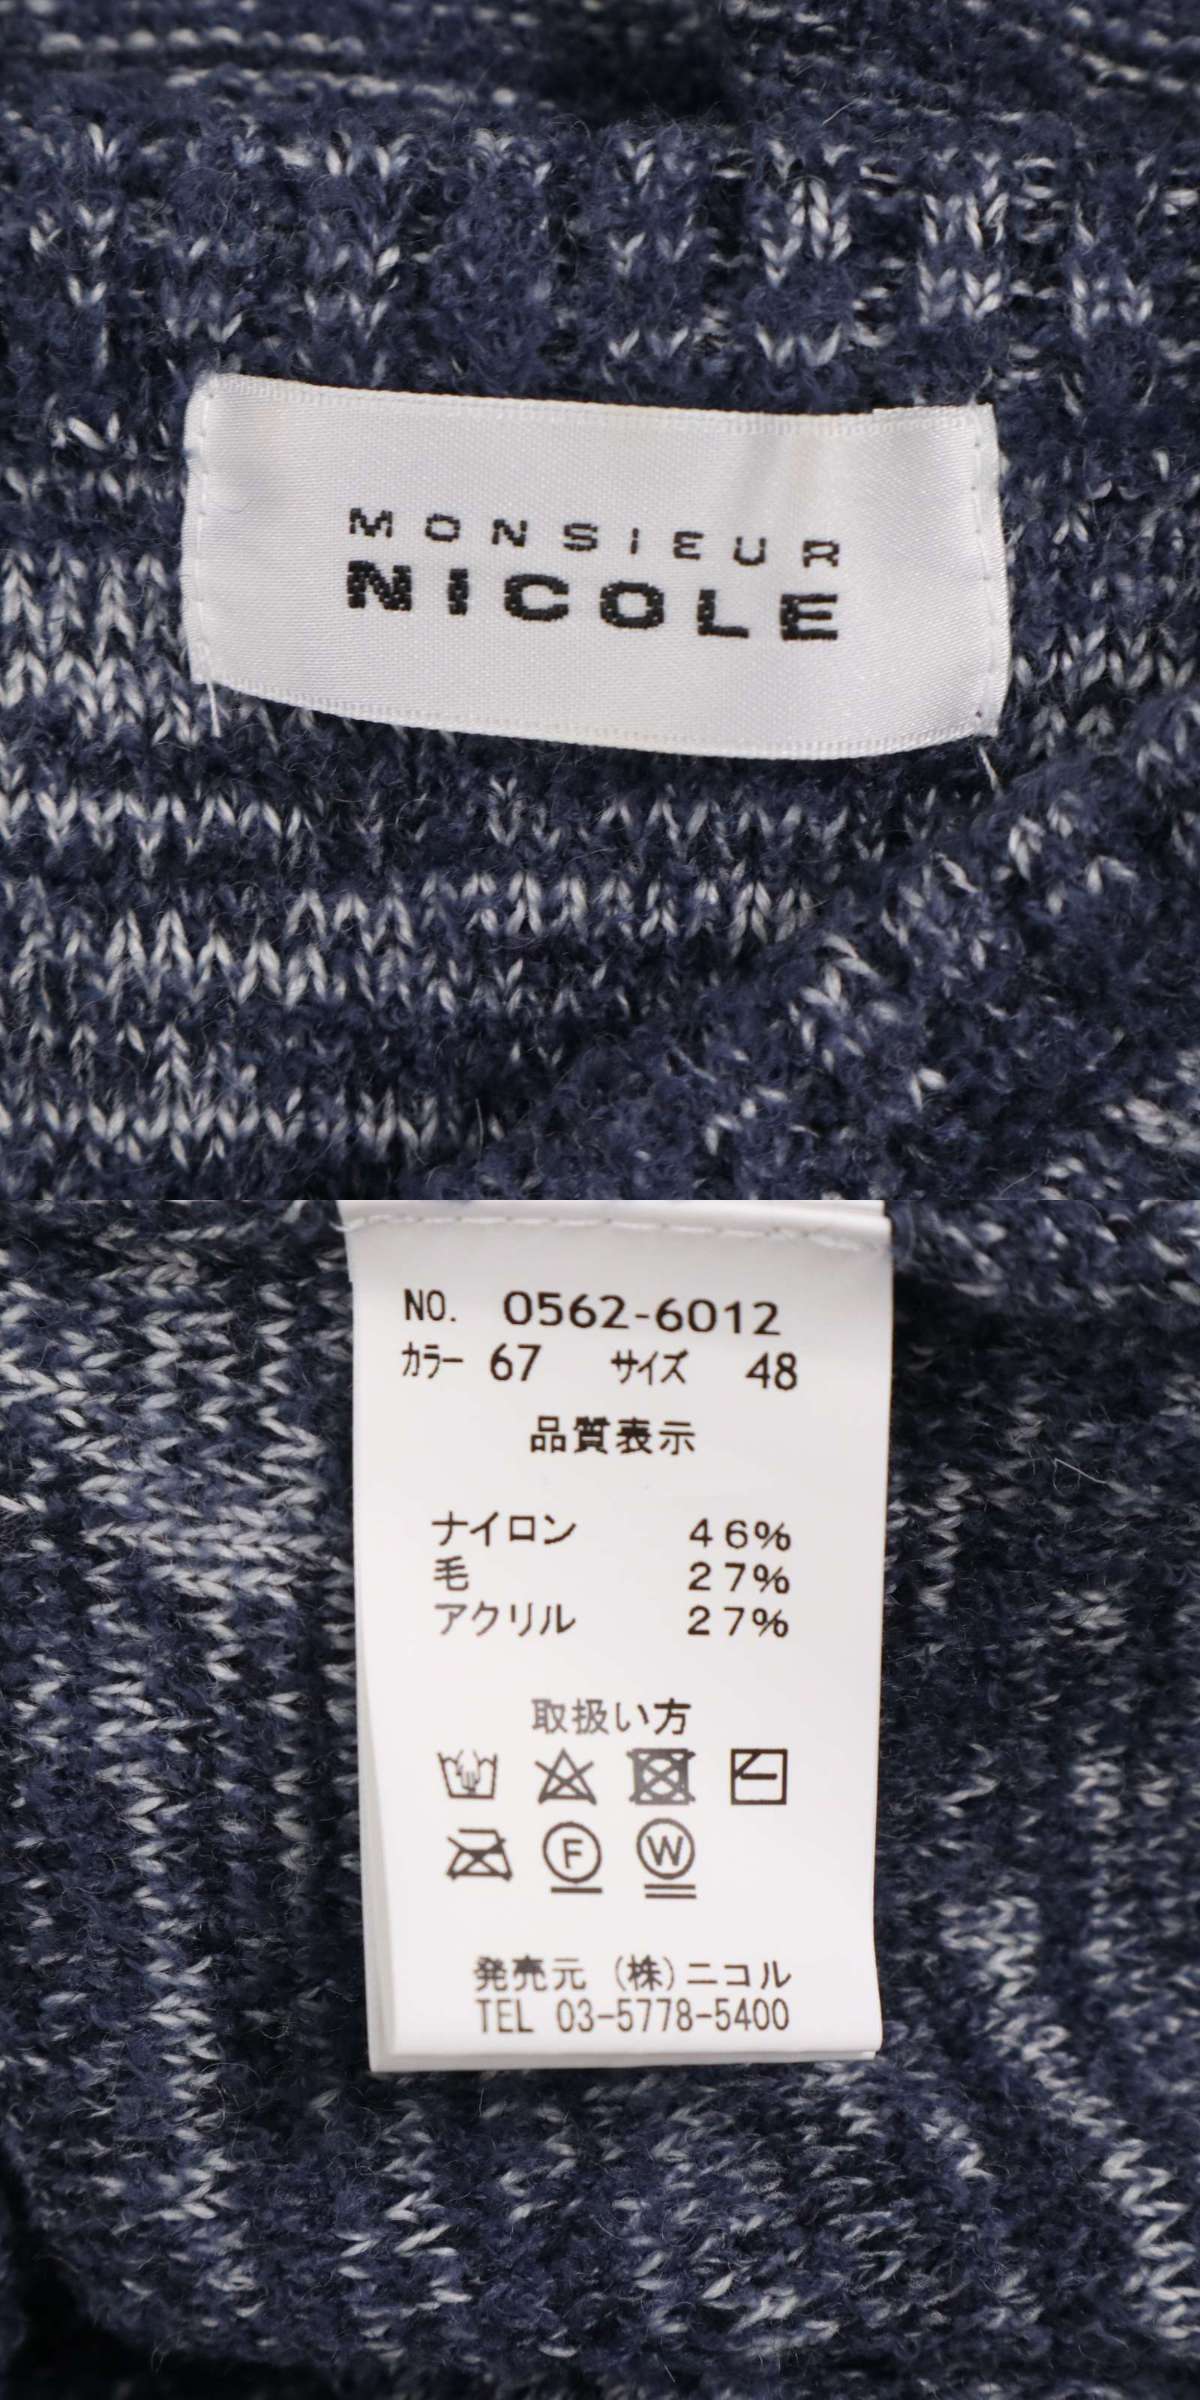 MONSIEUR
NICOLE
NO. 0562-6012
カラー 67 サイズ 48
品質表示
ナイロン 46%
毛 27%
アクリル 27%
取扱い方
F W
発売元 (株)ニコル
TEL 03-5778-5400